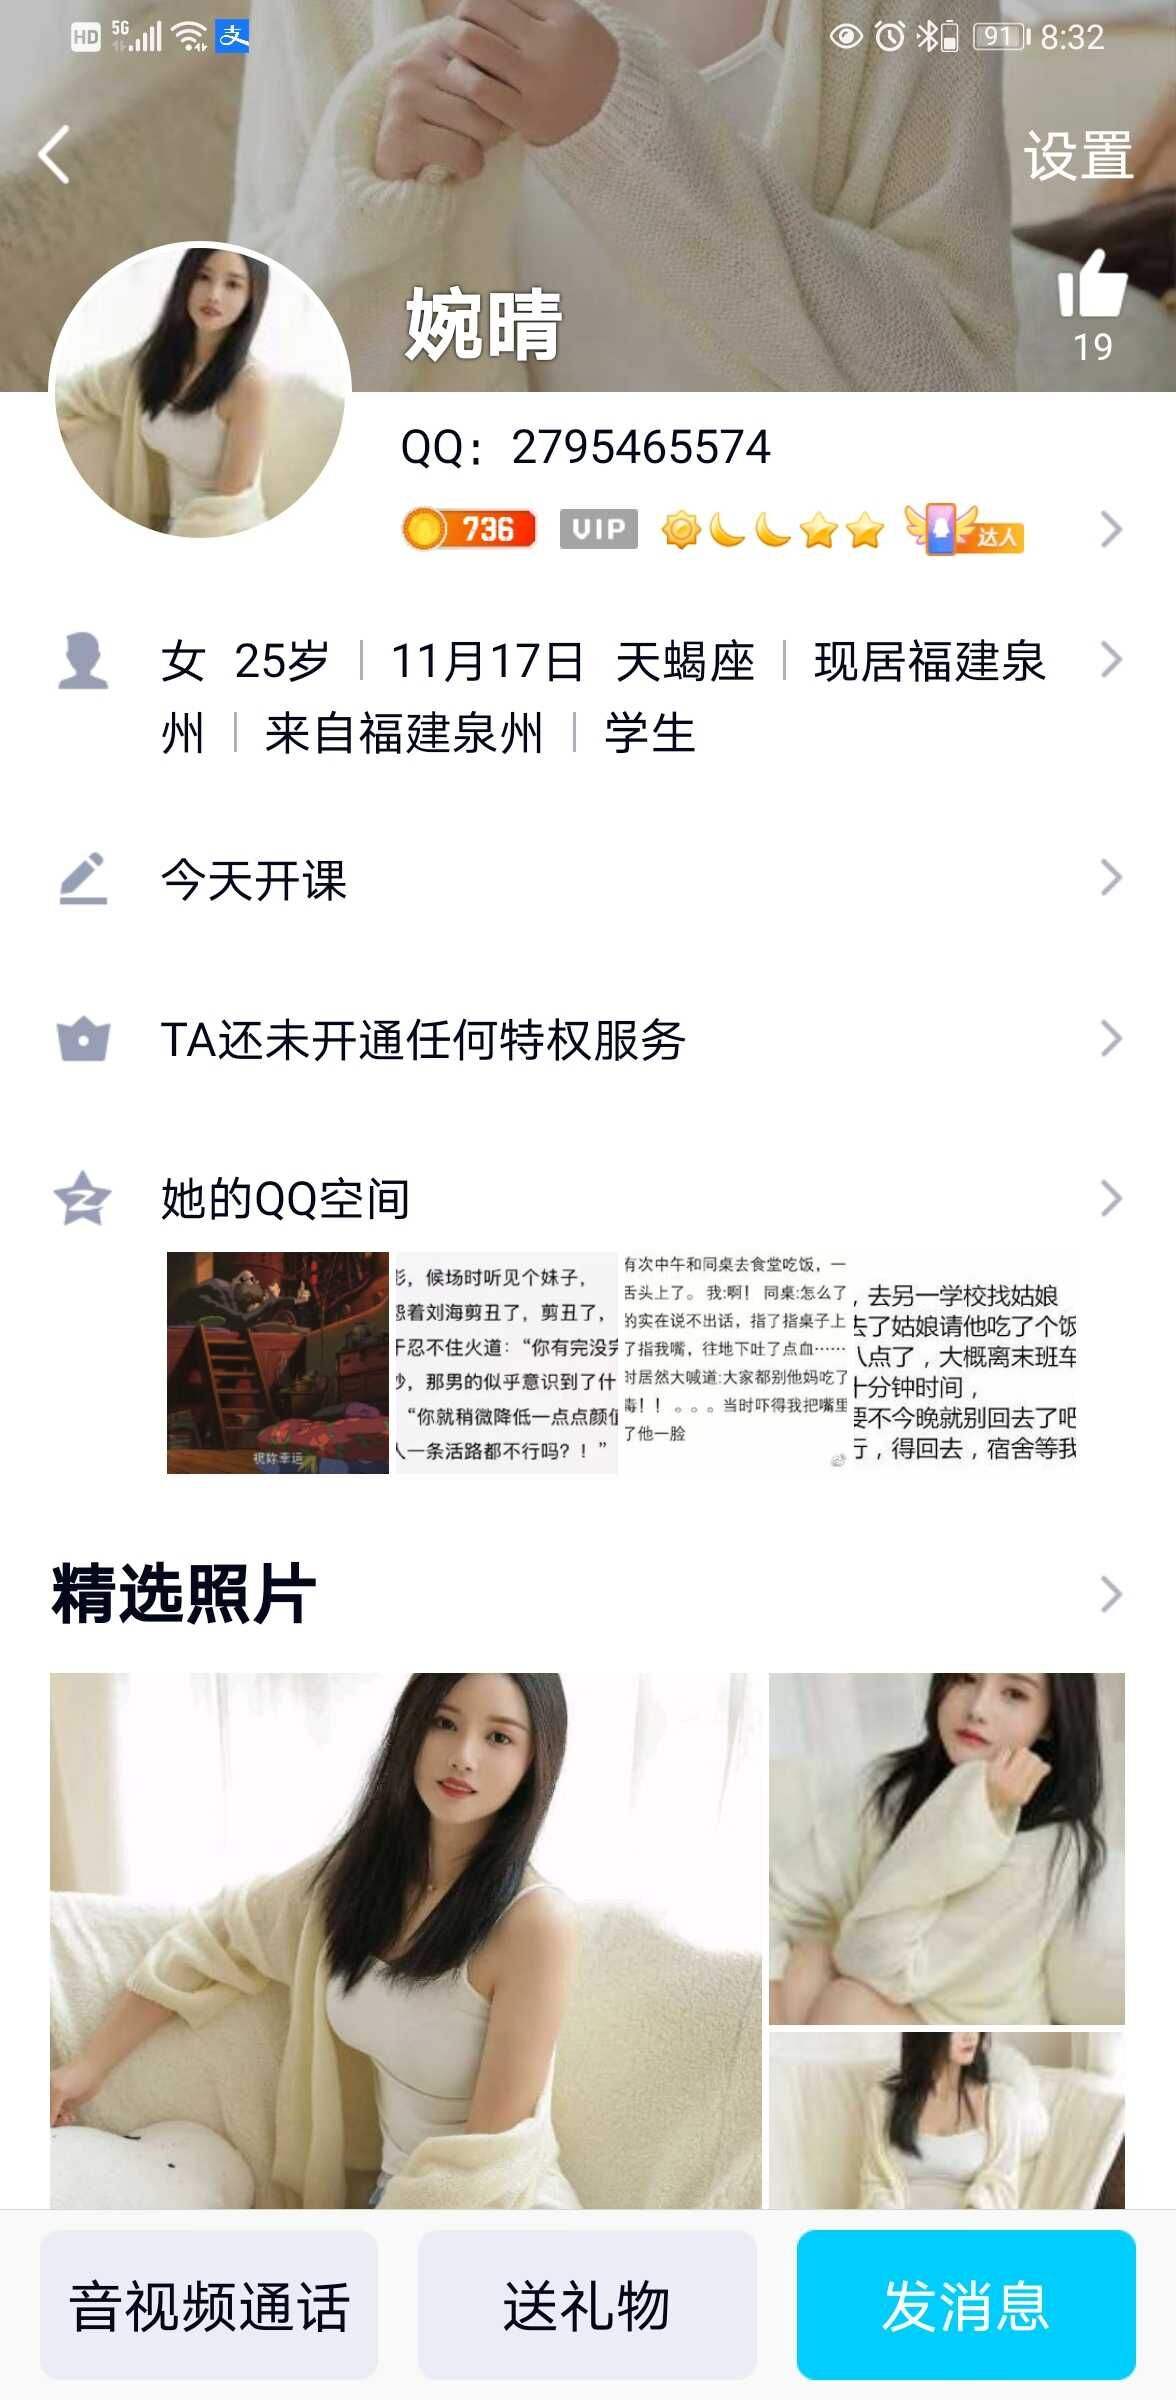 HD 5G 支 91 8:32
设置
婉晴
19
QQ：2795465574
736 VIP 达人
女 25岁 | 11月17日 天蝎座 | 现居福建泉
州 | 来自福建泉州 | 学生
今天开课
TA还未开通任何特权服务
她的QQ空间
祝妳幸运
，候场时听见个妹子，
着刘海剪丑了，剪丑了，
忍不住火道：“你有完没完
，那男的似乎意识到了什
“你就稍微降低一点点颜值
一条活路都不行吗？！”
有次中午和同桌去食堂吃饭，一
舌头上了。 我:啊！ 同桌:怎么了
的实在说不出话，指了指桌子上
了指我嘴，往地下吐了点血……
时居然大喊道:大家都别他妈吃了
毒！！。。。当时吓得我把嘴里
了他一脸
，去另一学校找姑娘
去了姑娘请他吃了个饭
八点了，大概离末班车
十分钟时间，
要不今晚就别回去了吧
行，得回去，宿舍等我
精选照片
音视频通话 送礼物 发消息